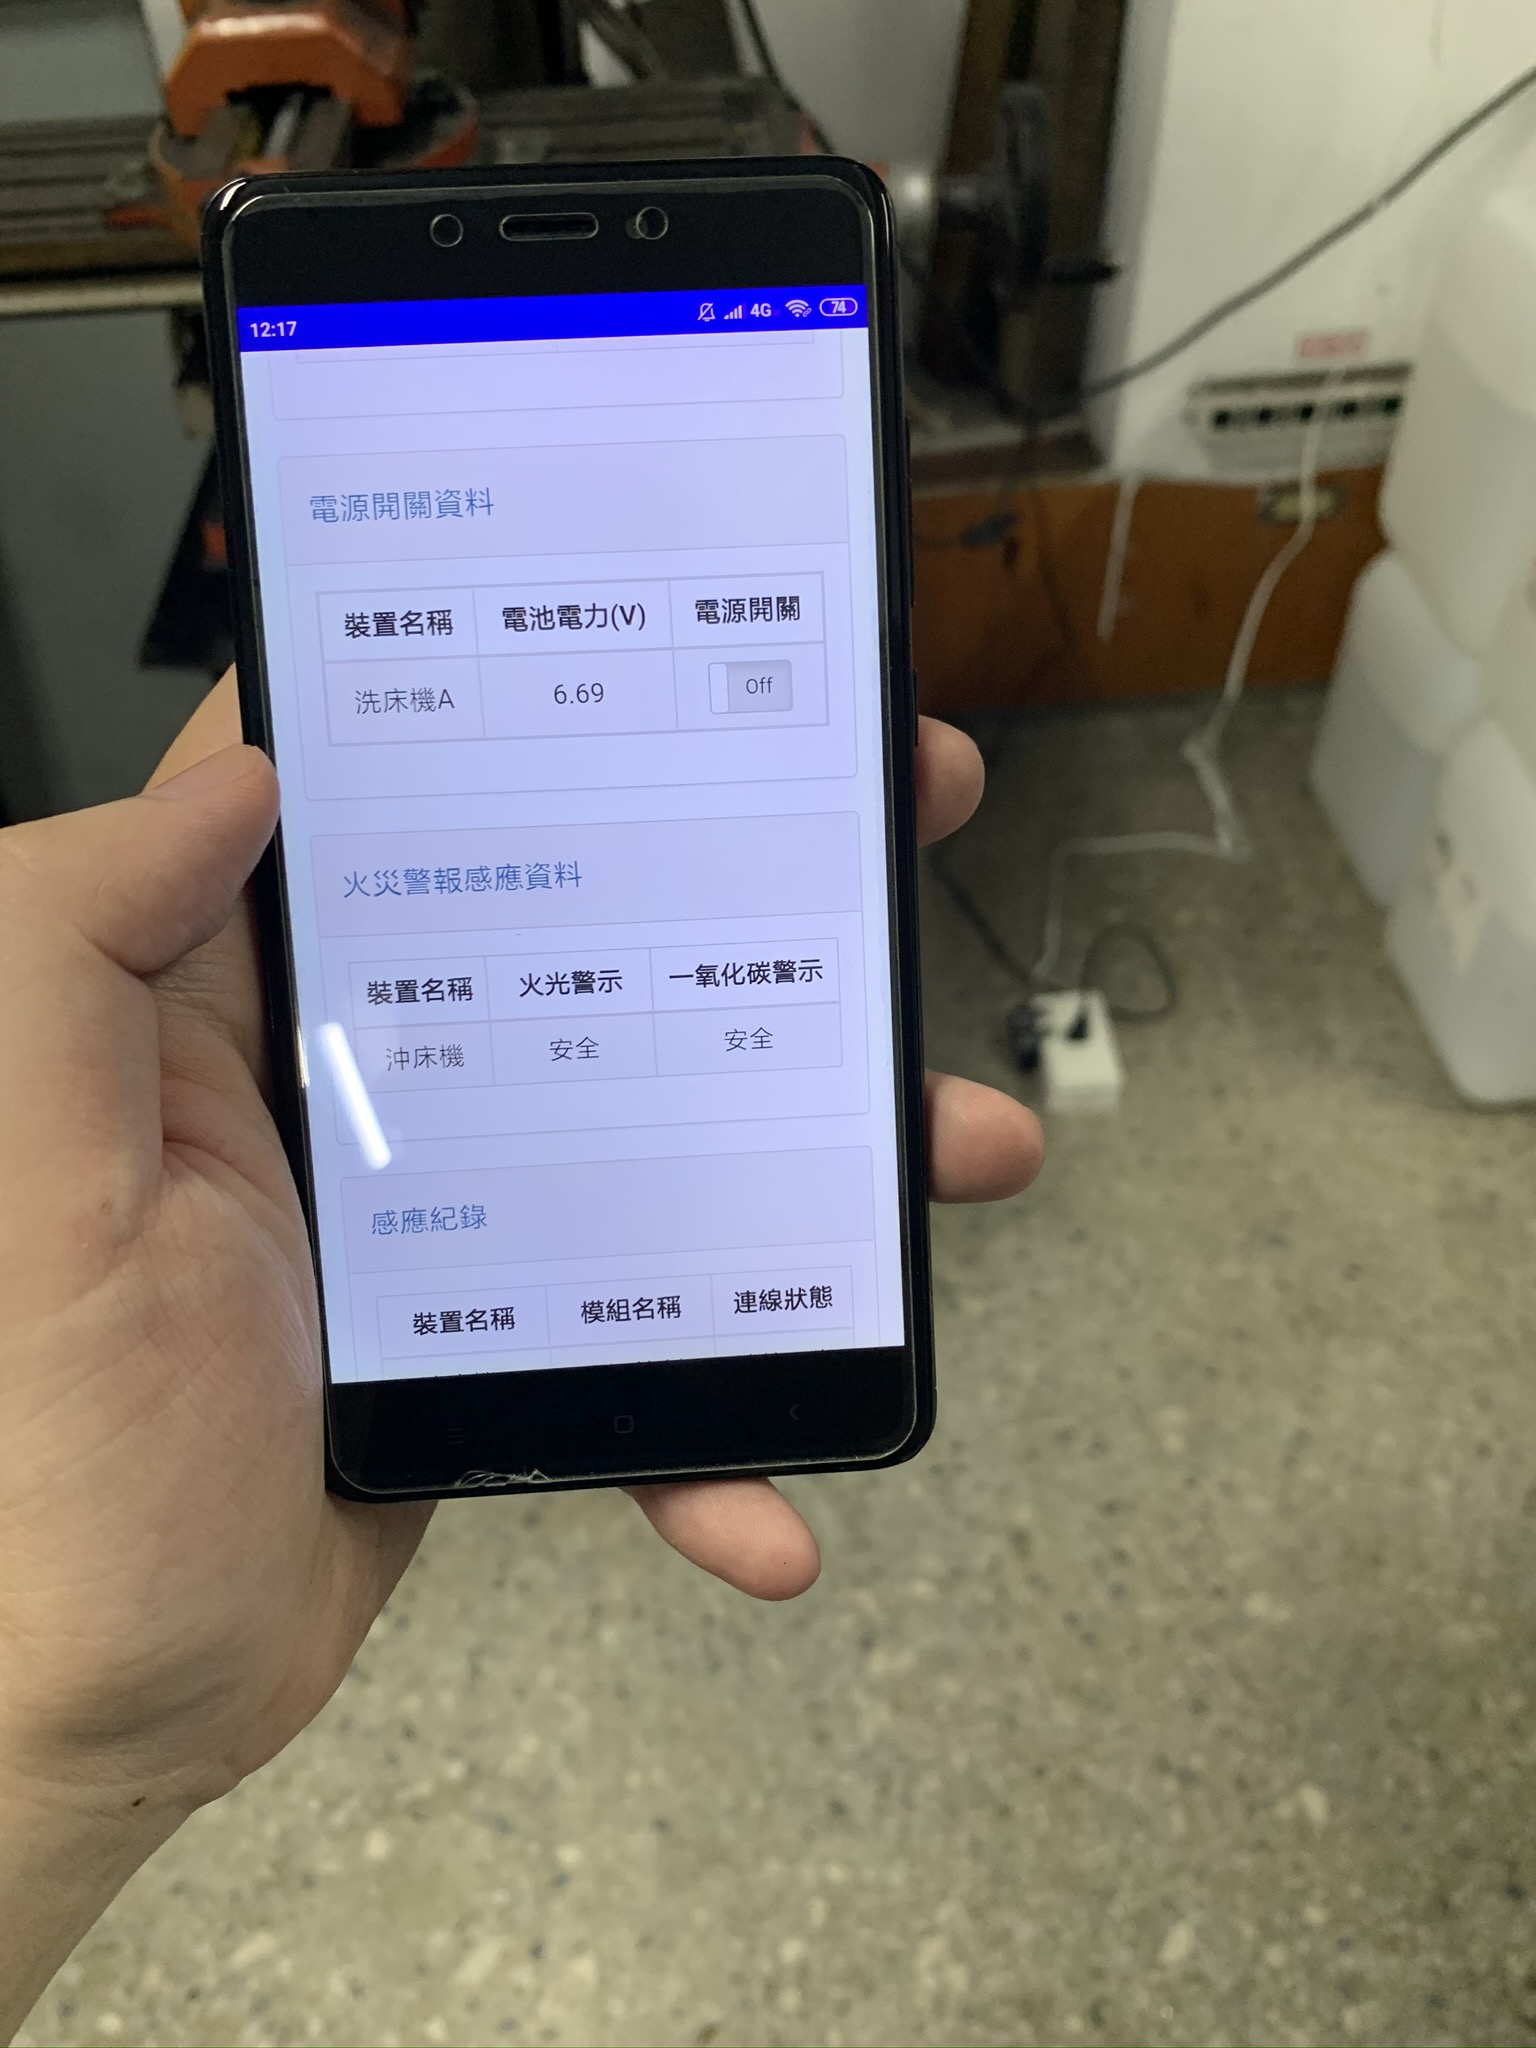 12:17
4G
74
電源開關資料
裝置名稱 電池電力(V) 電源開關
洗床機A 6.69 Off
火災警報感應資料
裝置名稱 火光警示 一氧化碳警示
沖床機 安全 安全
感應紀錄
裝置名稱 模組名稱 連線狀態